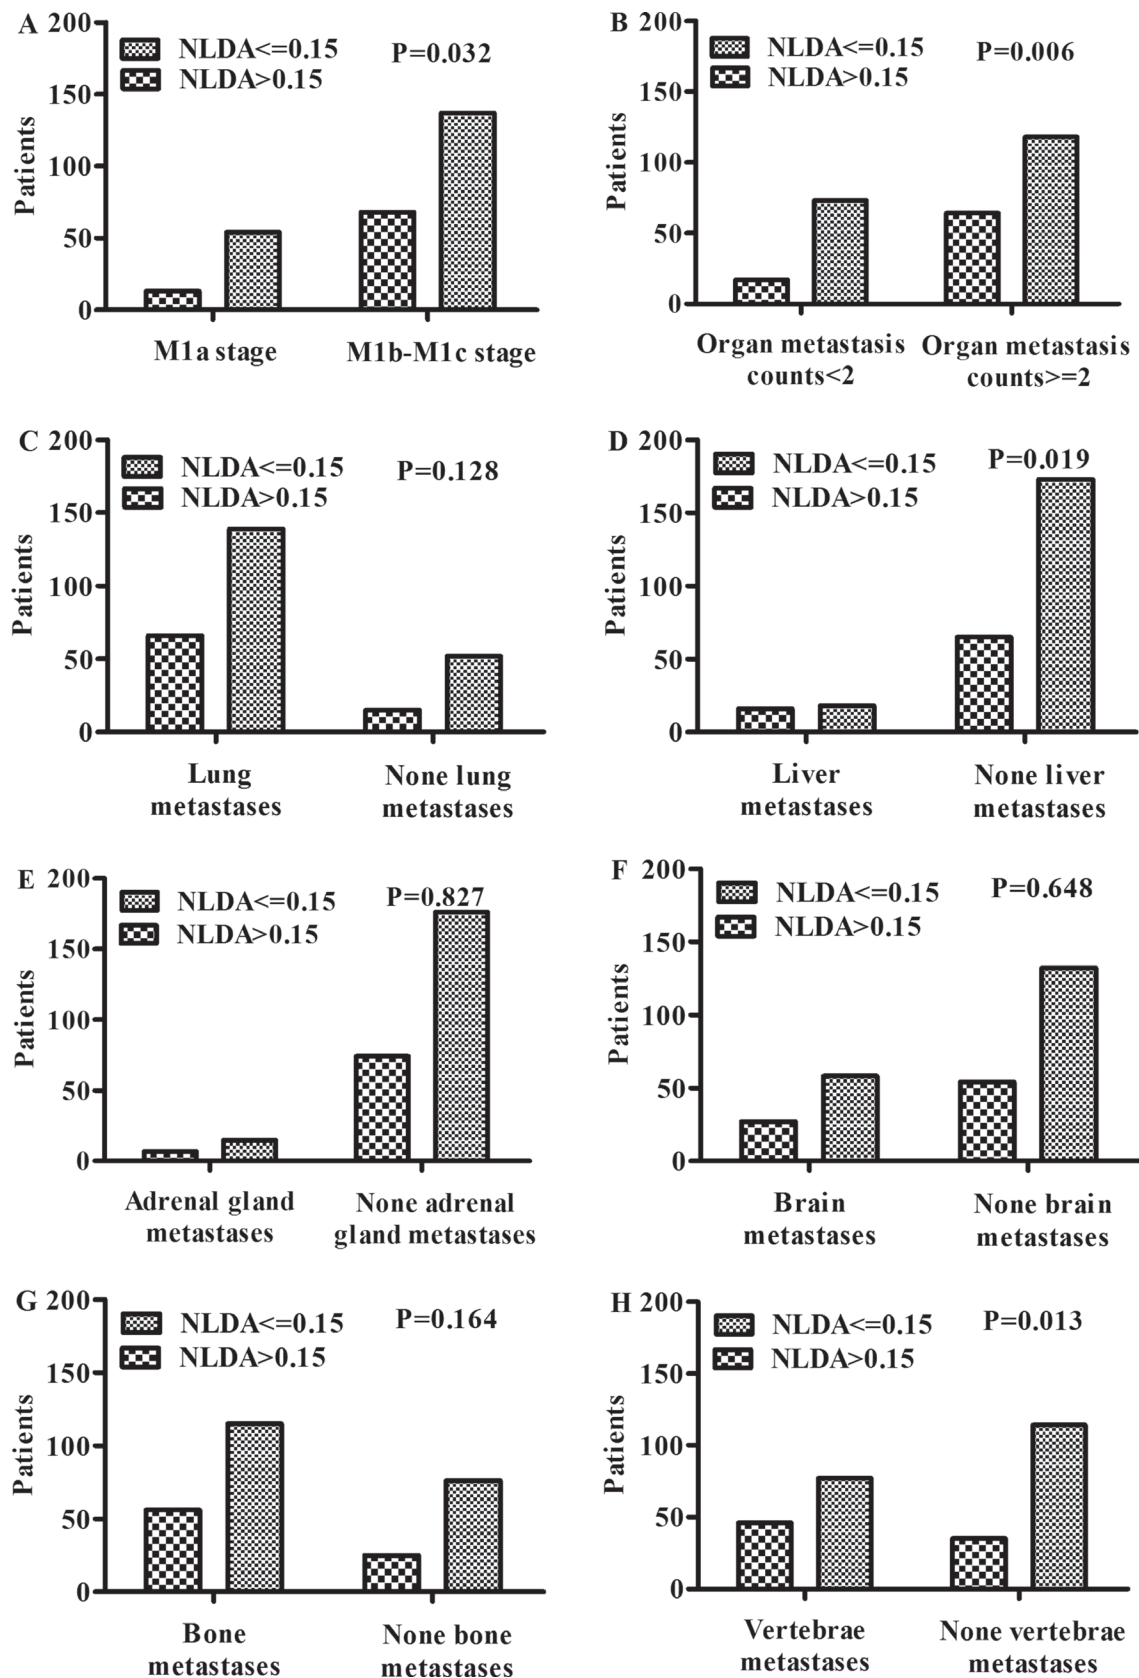 A
200
150
100
50
0
Patients
NLDA<=0.15
NLDA>0.15
P=0.032
M1a stage
M1b-M1c stage
B
200
150
100
50
0
Patients
NLDA<=0.15
NLDA>0.15
P=0.006
Organ metastasis
counts<2
Organ metastasis
counts>=2
C
200
150
100
50
0
Patients
NLDA<=0.15
NLDA>0.15
P=0.128
Lung
metastases
None lung
metastases
D
200
150
100
50
0
Patients
NLDA<=0.15
NLDA>0.15
P=0.019
Liver
metastases
None liver
metastases
E
200
150
100
50
0
Patients
NLDA<=0.15
NLDA>0.15
P=0.827
Adrenal gland
metastases
None adrenal
gland metastases
F
200
150
100
50
0
Patients
NLDA<=0.15
NLDA>0.15
P=0.648
Brain
metastases
None brain
metastases
G
200
150
100
50
0
Patients
NLDA<=0.15
NLDA>0.15
P=0.164
Bone
metastases
None bone
metastases
H
200
150
100
50
0
Patients
NLDA<=0.15
NLDA>0.15
P=0.013
Vertebrae
metastases
None vertebrae
metastases